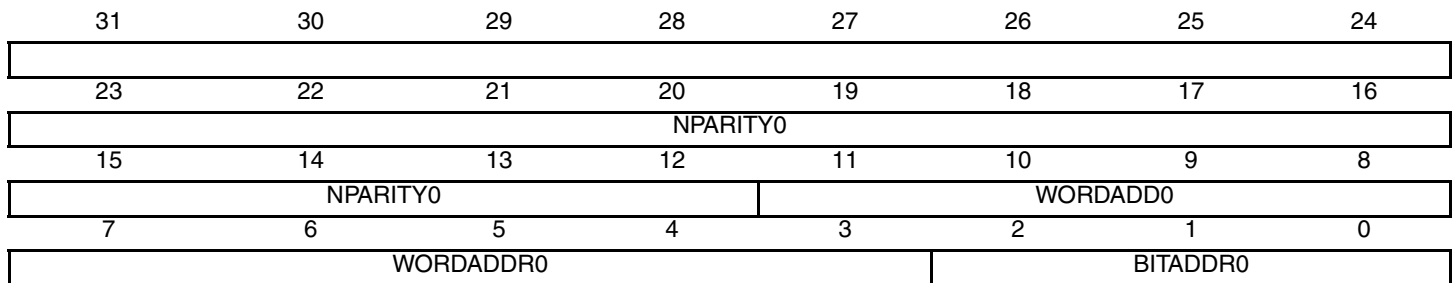 31 30 29 28 27 26 25 24
23 22 21 20 19 18 17 16
NPARITY0
15 14 13 12 11 10 9 8
NPARITY0 WORDADD0
7 6 5 4 3 2 1 0
WORDADDR0 BITADDR0